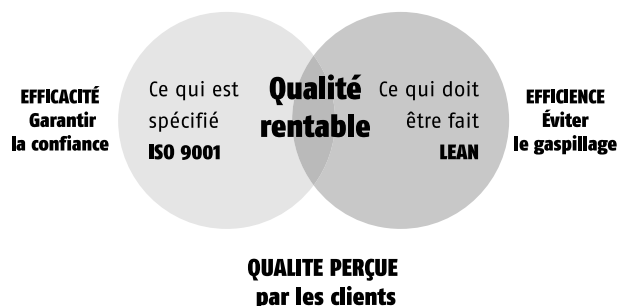 EFFICACITÉ
Garantir
la confiance
Ce qui est
spécifié
ISO 9001
Qualité
rentable
Ce qui doit
être fait
LEAN
EFFICIENCE
Éviter
le gaspillage
QUALITE PERÇUE
par les clients